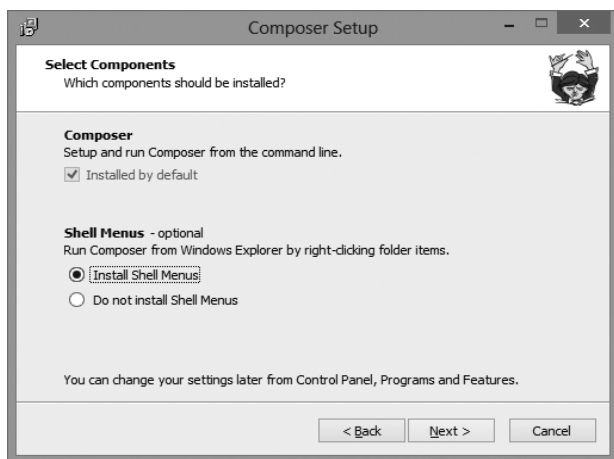 Composer Setup
Select Components
Which components should be installed?
Composer
Setup and run Composer from the command line.
Installed by default
Shell Menus - optional
Run Composer from Windows Explorer by right-clicking folder items.
Install Shell Menus
Do not install Shell Menus
You can change your settings later from Control Panel, Programs and Features.
< Back Next > Cancel